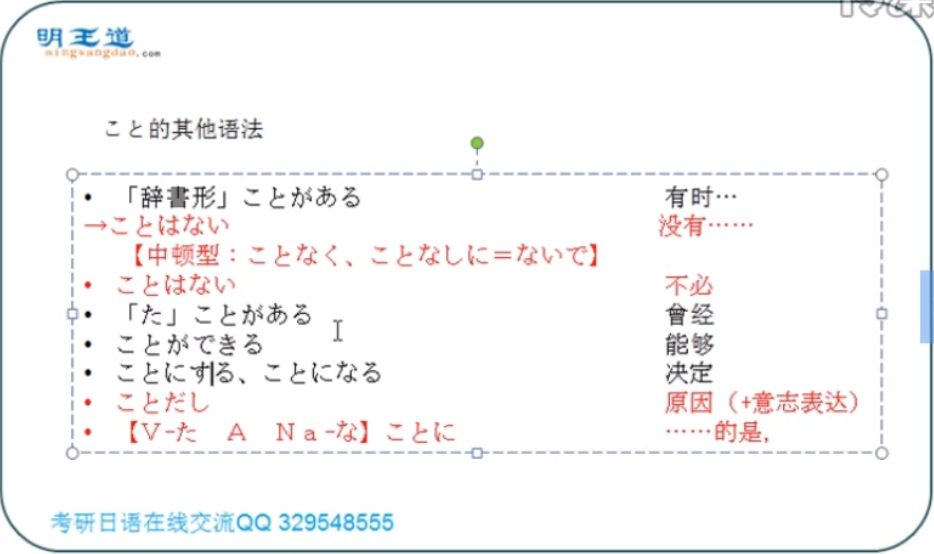 明王道
mingwangdao.com
こと的其他语法
• 「辞書形」ことがある 有时…
→ことはない 没有……
【中顿型：ことなく、ことなしに＝ないで】
• ことはない 不必
• 「た」ことがある 曾经
• ことができる 能够
• ことにする、ことになる 决定
• ことだし 原因（+意志表达）
• 【Ｖ-た　Ａ　Ｎａ-な】ことに ……的是,
考研日语在线交流QQ 329548555